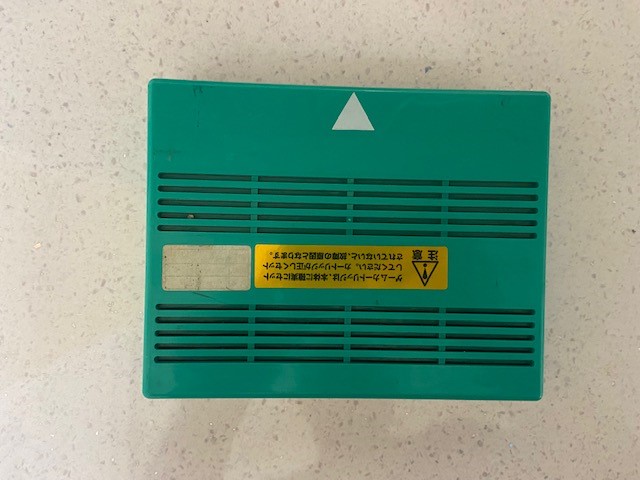 注意
ゲームカートリッジは、本体に確実にセット
してください。カートリッジが正しくセット
されていないと、故障の原因となります。